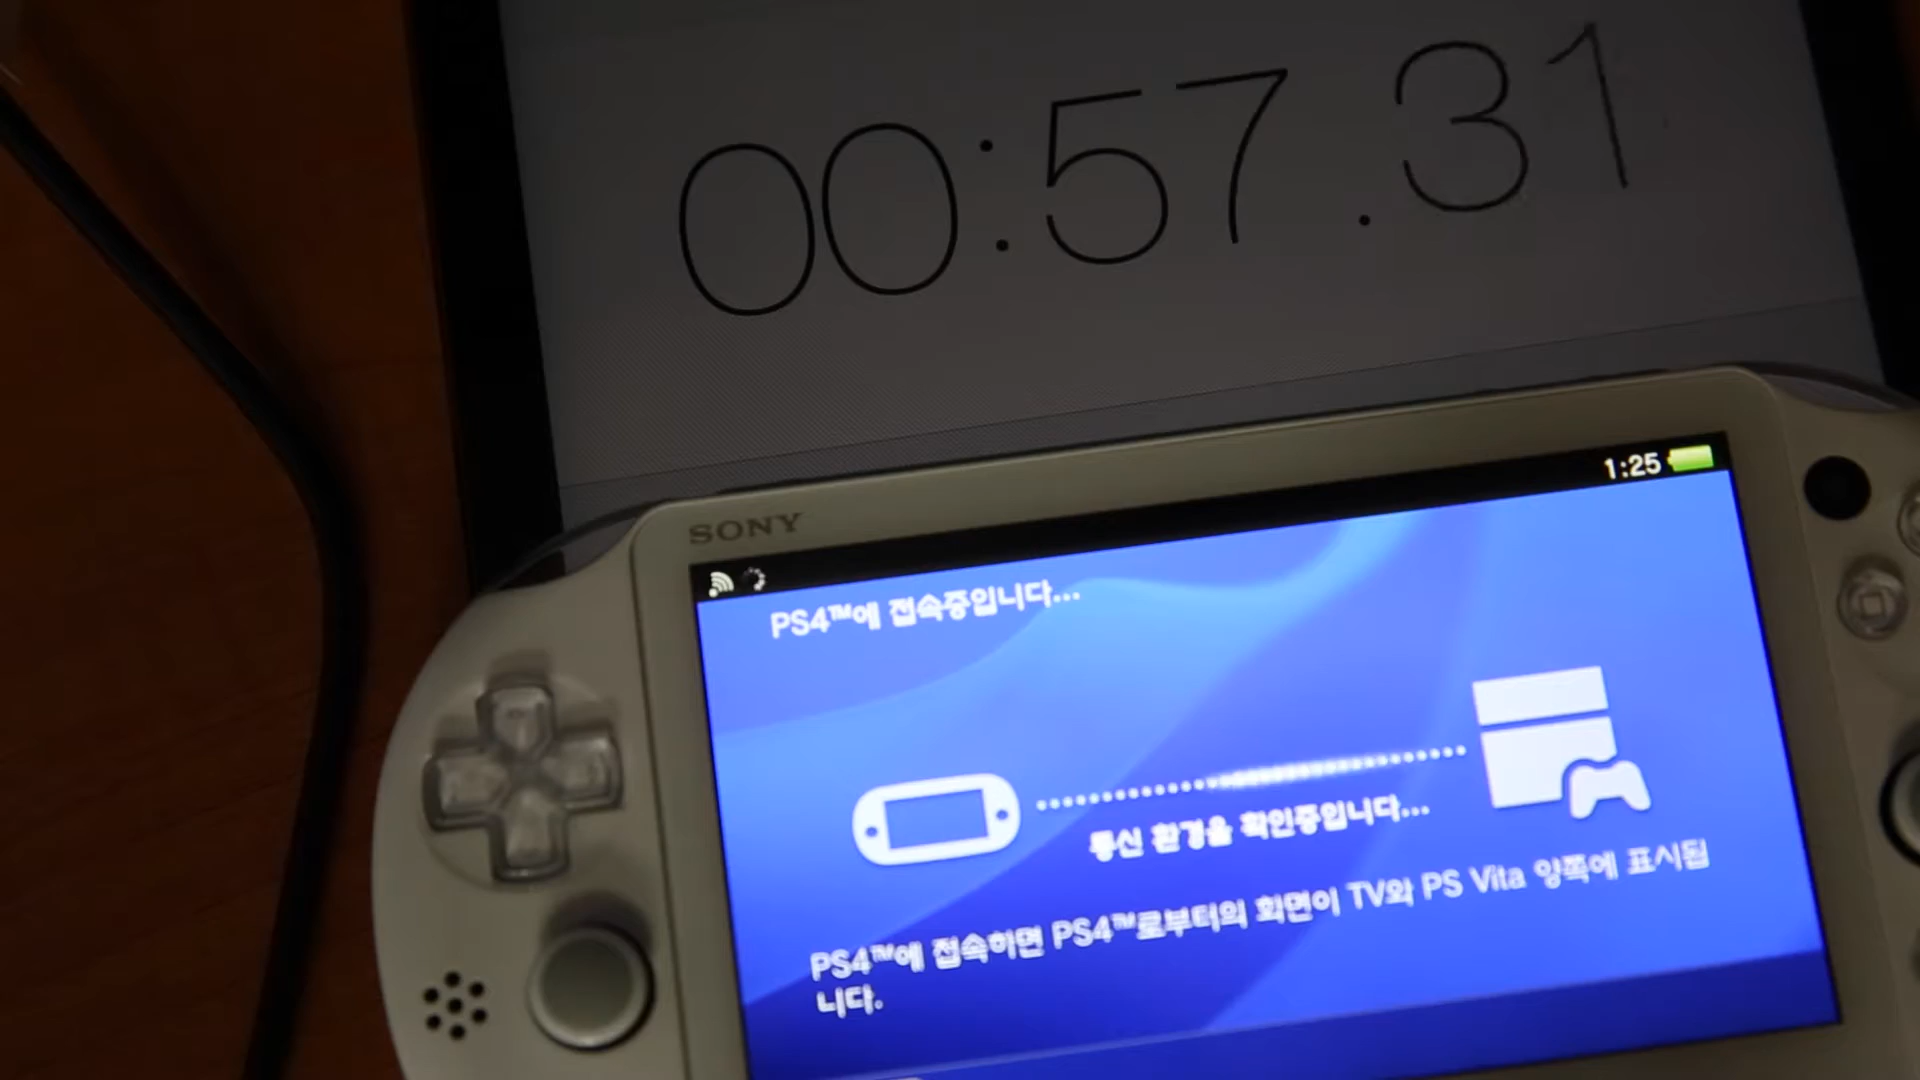 00:57.31
SONY
1:25
PS4™에 접속중입니다...
통신 환경을 확인중입니다...
PS4™에 접속하면 PS4™로부터의 화면이 TV와 PS Vita 양쪽에 표시됩
니다.